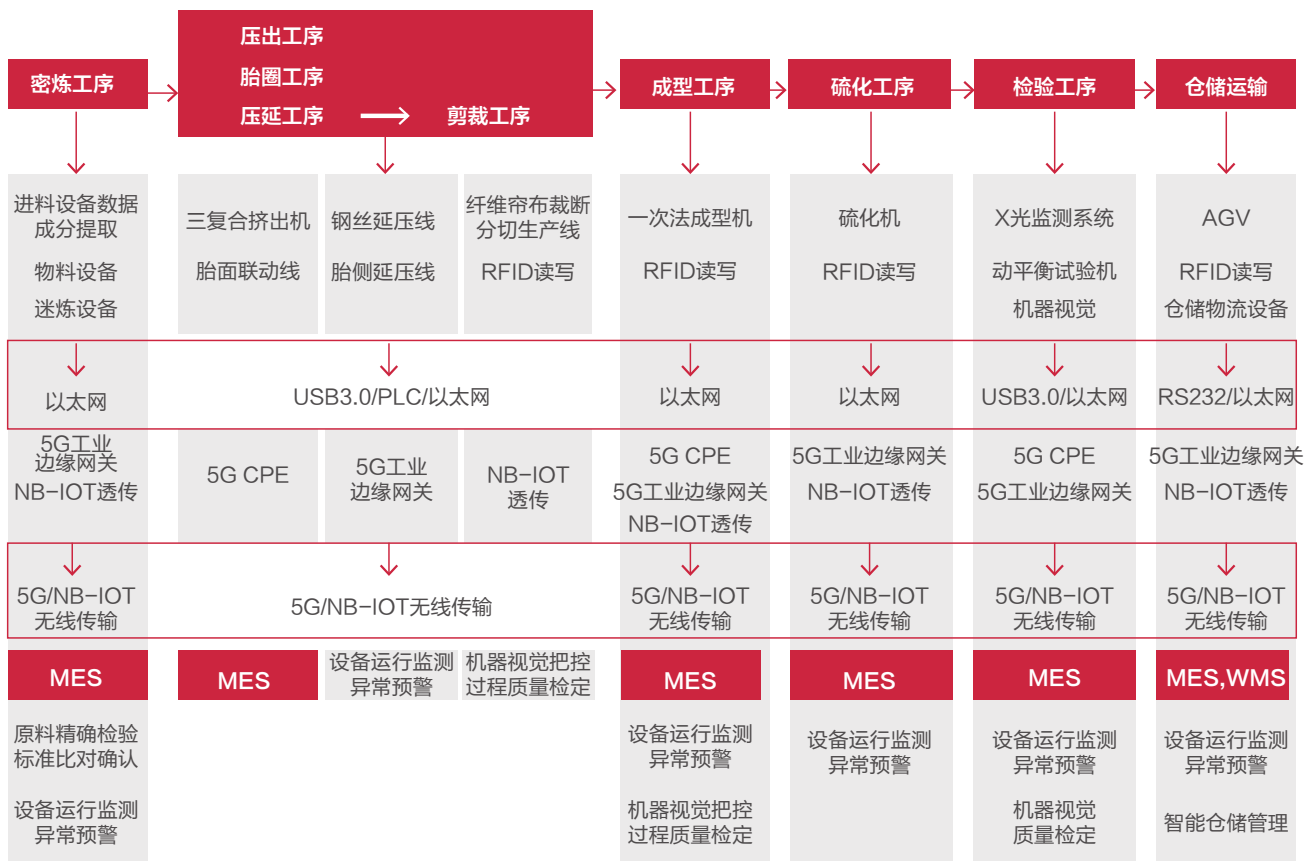 密炼工序
压出工序
胎圈工序
压延工序
剪裁工序
成型工序
硫化工序
检验工序
仓储运输
进料设备数据
成分提取
物料设备
迷炼设备
三复合挤出机
胎面联动线
钢丝延压线
胎侧延压线
纤维帘布裁断
分切生产线
RFID读写
一次法成型机
RFID读写
硫化机
RFID读写
X光监测系统
动平衡试验机
机器视觉
AGV
RFID读写
仓储物流设备
以太网
USB3.0/PLC/以太网
以太网
以太网
USB3.0/以太网
RS232/以太网
5G工业
边缘网关
NB-IOT透传
5G CPE
5G工业
边缘网关
NB-IOT
透传
5G CPE
5G工业边缘网关
NB-IOT透传
5G工业边缘网关
NB-IOT透传
5G CPE
5G工业边缘网关
5G工业边缘网关
NB-IOT透传
5G/NB-IOT
无线传输
5G/NB-IOT无线传输
5G/NB-IOT
无线传输
5G/NB-IOT
无线传输
5G/NB-IOT
无线传输
5G/NB-IOT
无线传输
MES
MES
设备运行监测
异常预警
机器视觉把控
过程质量检定
MES
MES
MES
MES,WMS
原料精确检验
标准比对确认
设备运行监测
异常预警
设备运行监测
异常预警
机器视觉把控
过程质量检定
设备运行监测
异常预警
设备运行监测
异常预警
机器视觉
质量检定
设备运行监测
异常预警
智能仓储管理